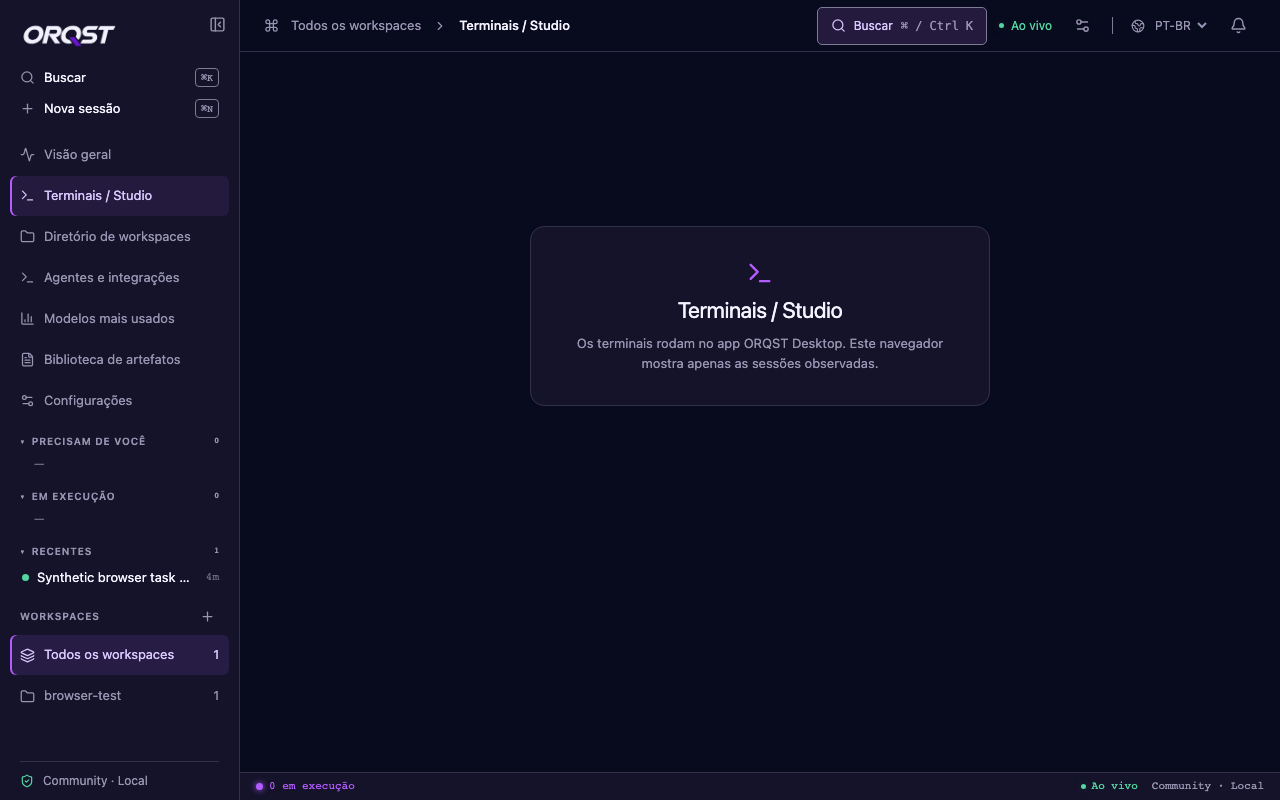 ORQST
Buscar ⌘K
Nova sessão ⌘N
Visão geral
Terminais / Studio
Diretório de workspaces
Agentes e integrações
Modelos mais usados
Biblioteca de artefatos
Configurações
PRECISAM DE VOCÊ 0
—
EM EXECUÇÃO 0
—
RECENTES 1
Synthetic browser task ... 4m
WORKSPACES
Todos os workspaces 1
browser-test 1
Community · Local
Todos os workspaces > Terminais / Studio
Buscar ⌘ / Ctrl K
Ao vivo
PT-BR
Terminais / Studio
Os terminais rodam no app ORQST Desktop. Este navegador
mostra apenas as sessões observadas.
0 em execução
Ao vivo Community · Local